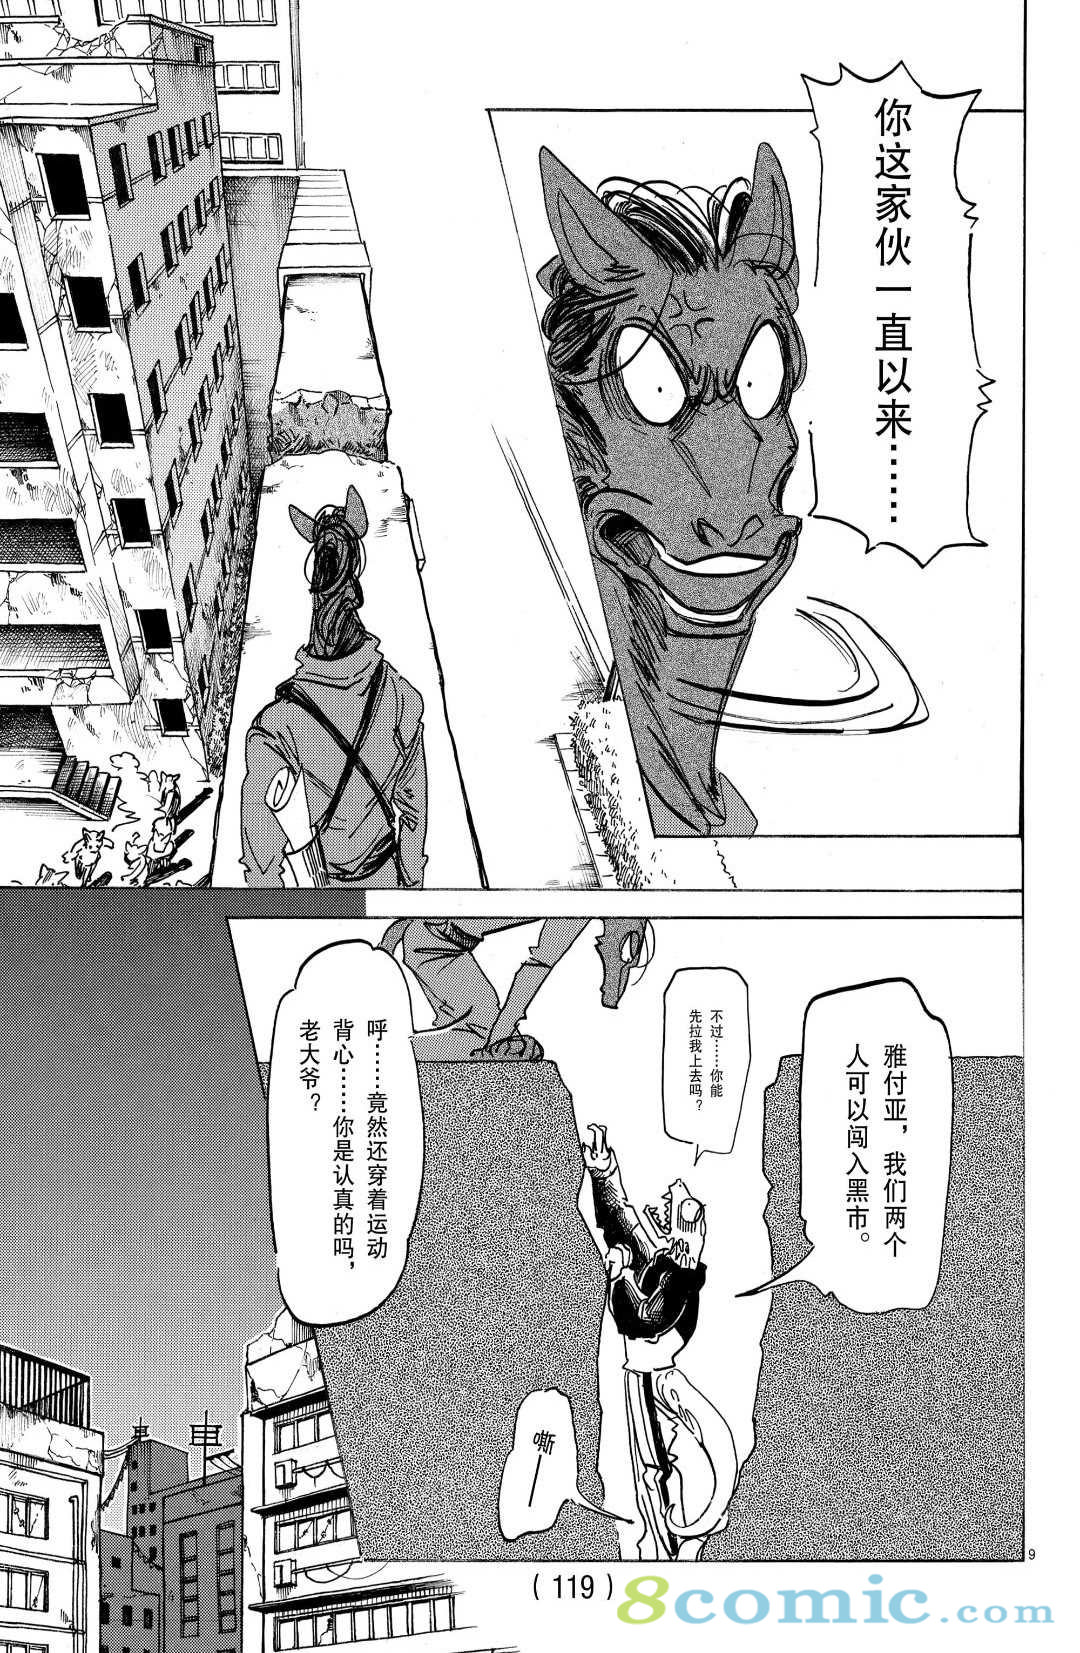 你这家伙一直以来……
雅付亚，我们两个
人可以闯入黑市。
不过……你能
先拉我上去吗？
呼……竟然还穿着运动
背心……你是认真的吗，
老大爷？
嘶——
9
(119)
8comic.com